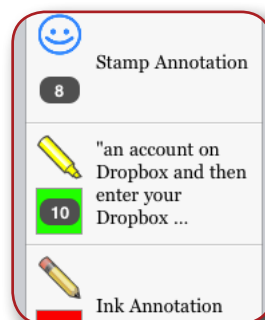 Stamp Annotation
8
"an account on
Dropbox and then
enter your
Dropbox ...
10
Ink Annotation